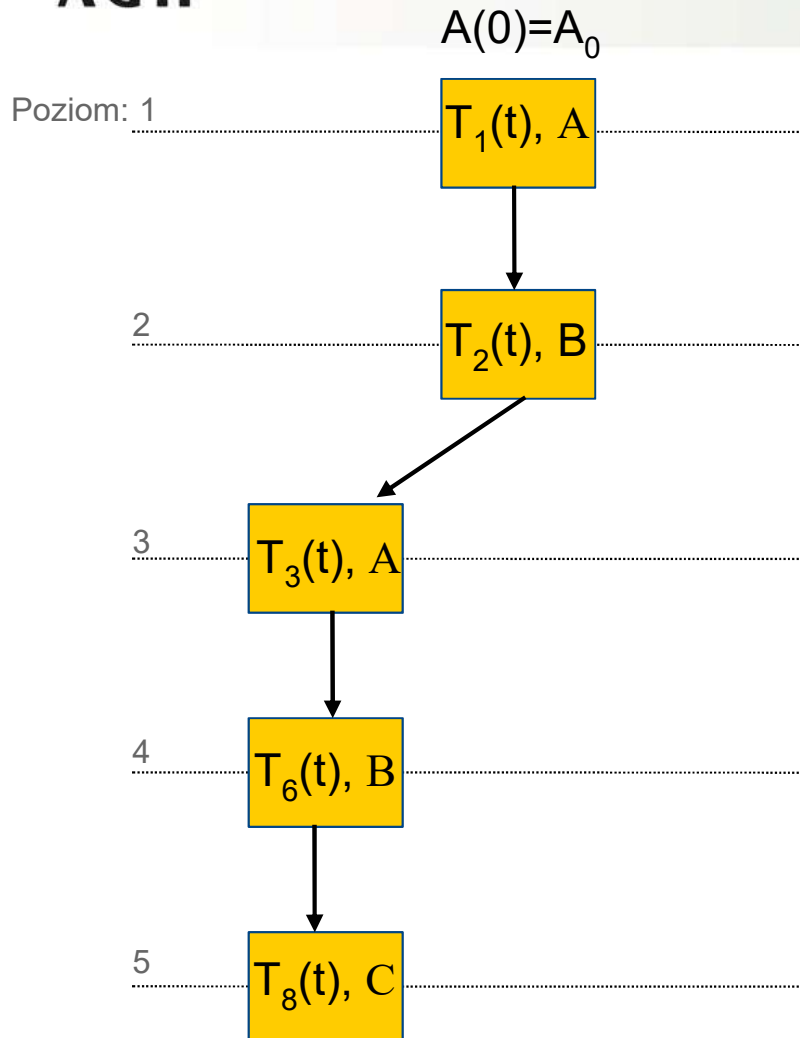 A(0)=A₀
Poziom: 1
T₁(t), A
2
T₂(t), B
3
T₃(t), A
4
T₆(t), B
5
T₈(t), C